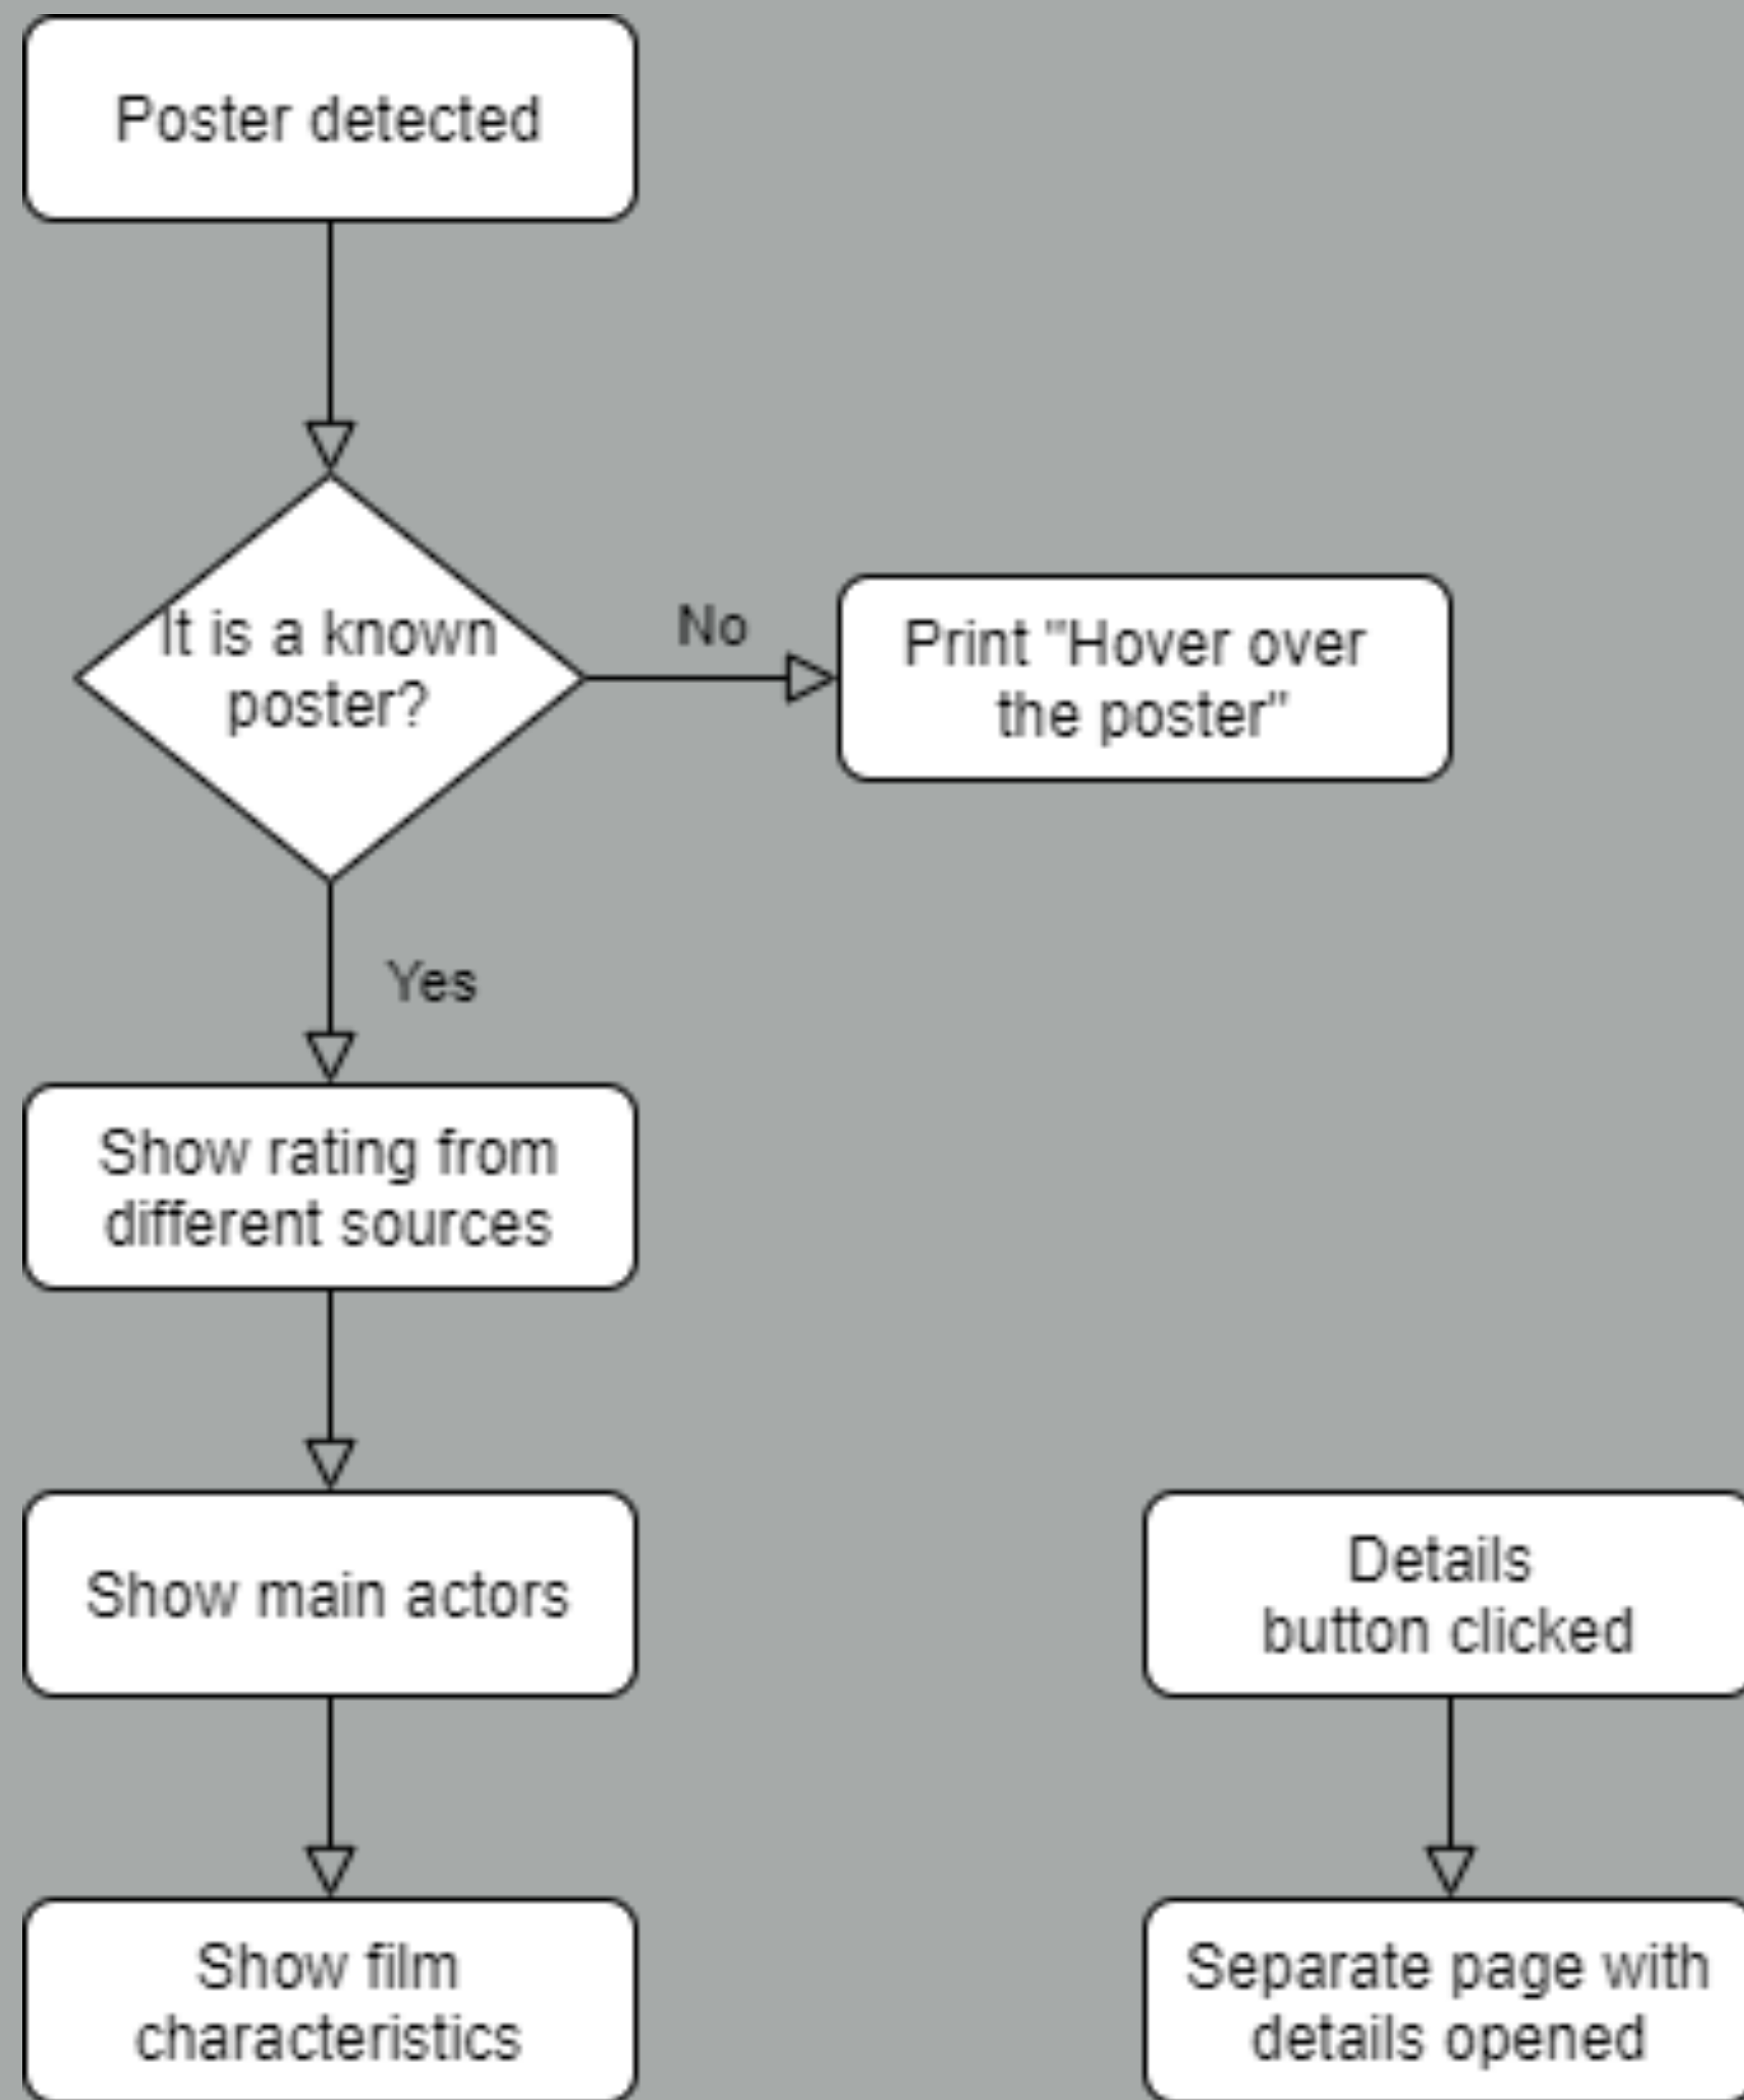 Poster detected
It is a known
poster?
No
Print "Hover over
the poster"
Yes
Show rating from
different sources
Show main actors
Details
button clicked
Show film
characteristics
Separate page with
details opened